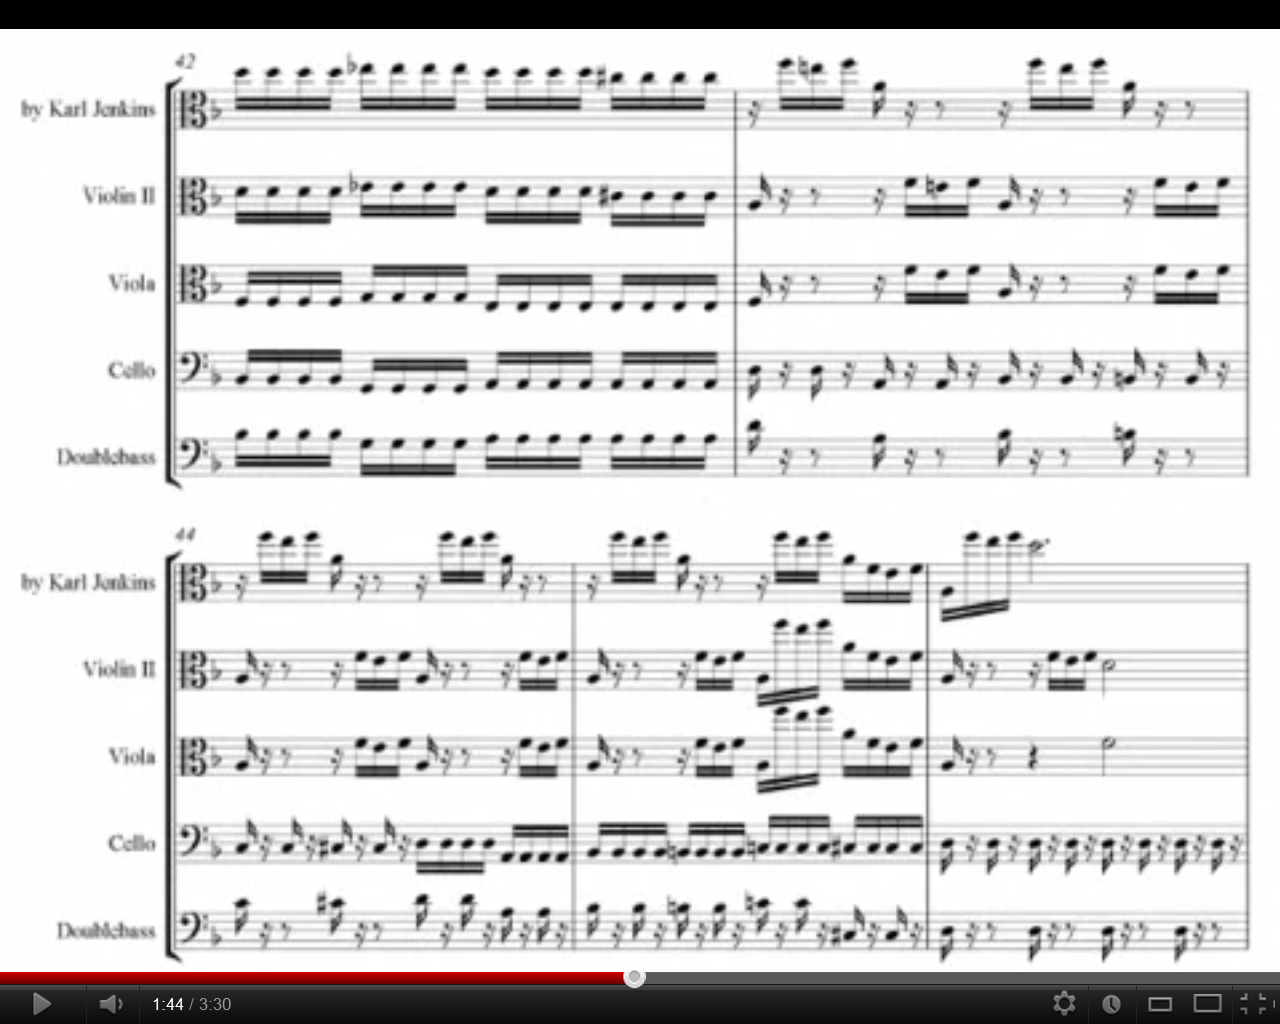 42
by Karl Jenkins
Violin II
Viola
Cello
Doublebass
44
by Karl Jenkins
Violin II
Viola
Cello
Doublebass
1:44 / 3:30